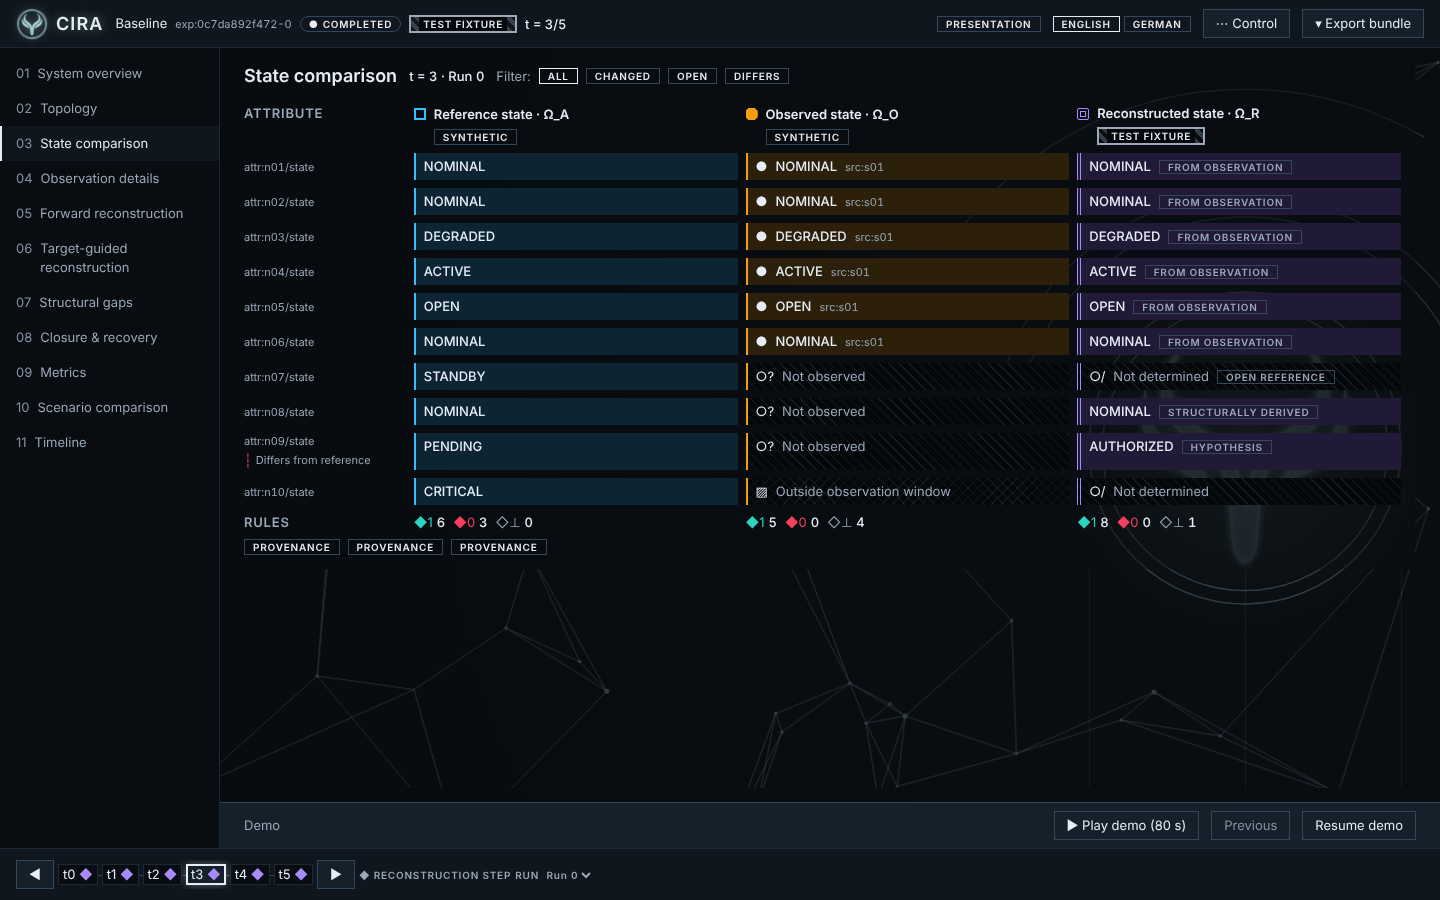 CIRA Baseline exp:0c7da892f472-0 COMPLETED TEST FIXTURE t = 3/5 PRESENTATION ENGLISH GERMAN ··· Control ▾ Export bundle
01 System overview
02 Topology
03 State comparison
04 Observation details
05 Forward reconstruction
06 Target-guided
reconstruction
07 Structural gaps
08 Closure & recovery
09 Metrics
10 Scenario comparison
11 Timeline
State comparison t = 3 · Run 0 Filter: ALL CHANGED OPEN DIFFERS
ATTRIBUTE Reference state · Ω_A Observed state · Ω_O Reconstructed state · Ω_R
SYNTHETIC SYNTHETIC TEST FIXTURE
attr:n01/state NOMINAL ● NOMINAL src:s01 NOMINAL FROM OBSERVATION
attr:n02/state NOMINAL ● NOMINAL src:s01 NOMINAL FROM OBSERVATION
attr:n03/state DEGRADED ● DEGRADED src:s01 DEGRADED FROM OBSERVATION
attr:n04/state ACTIVE ● ACTIVE src:s01 ACTIVE FROM OBSERVATION
attr:n05/state OPEN ● OPEN src:s01 OPEN FROM OBSERVATION
attr:n06/state NOMINAL ● NOMINAL src:s01 NOMINAL FROM OBSERVATION
attr:n07/state STANDBY ○? Not observed ○/ Not determined OPEN REFERENCE
attr:n08/state NOMINAL ○? Not observed NOMINAL STRUCTURALLY DERIVED
attr:n09/state PENDING ○? Not observed AUTHORIZED HYPOTHESIS
┆ Differs from reference
attr:n10/state CRITICAL ▨ Outside observation window ○/ Not determined
RULES ◆1 6 ◆0 3 ◇⊥ 0 ◆1 5 ◆0 0 ◇⊥ 4 ◆1 8 ◆0 0 ◇⊥ 1
PROVENANCE PROVENANCE PROVENANCE
Demo ▶ Play demo (80 s) Previous Resume demo
◀ t0 ◆ t1 ◆ t2 ◆ t3 ◆ t4 ◆ t5 ◆ ▶ ◆ RECONSTRUCTION STEP RUN Run 0